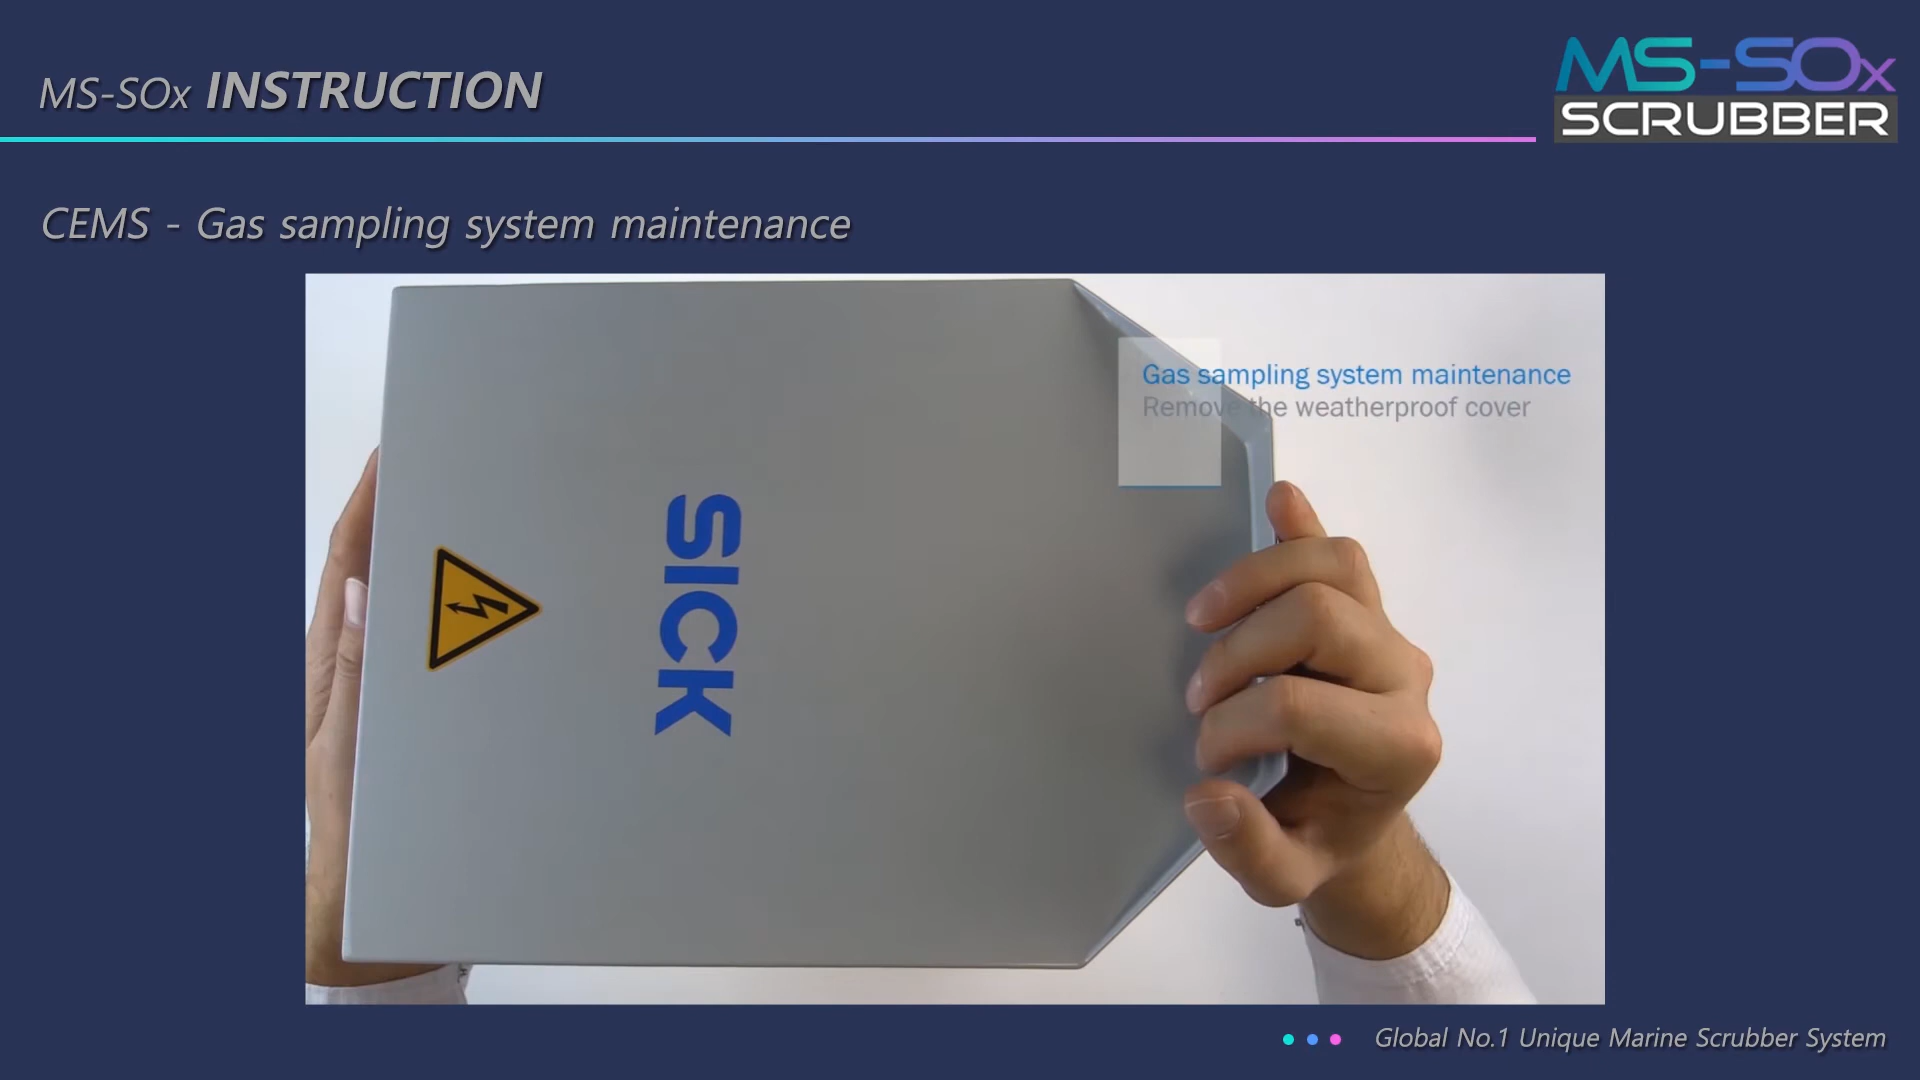 MS-SOx INSTRUCTION
MS-SOx
SCRUBBER
CEMS - Gas sampling system maintenance
Gas sampling system maintenance
Remove the weatherproof cover
SICK
Global No.1 Unique Marine Scrubber System